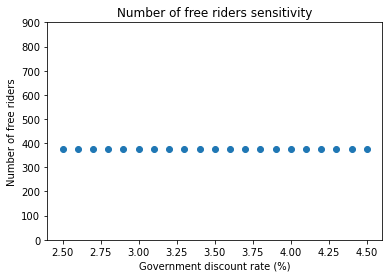 Number of free riders sensitivity
Number of free riders
900
800
700
600
500
400
300
200
100
0
2.50 2.75 3.00 3.25 3.50 3.75 4.00 4.25 4.50
Government discount rate (%)